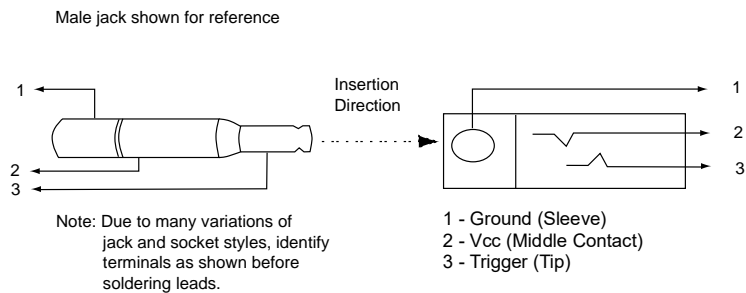 Male jack shown for reference
1
2
3
Insertion
Direction
1
2
3
Note: Due to many variations of
jack and socket styles, identify
terminals as shown before
soldering leads.
1 - Ground (Sleeve)
2 - Vcc (Middle Contact)
3 - Trigger (Tip)